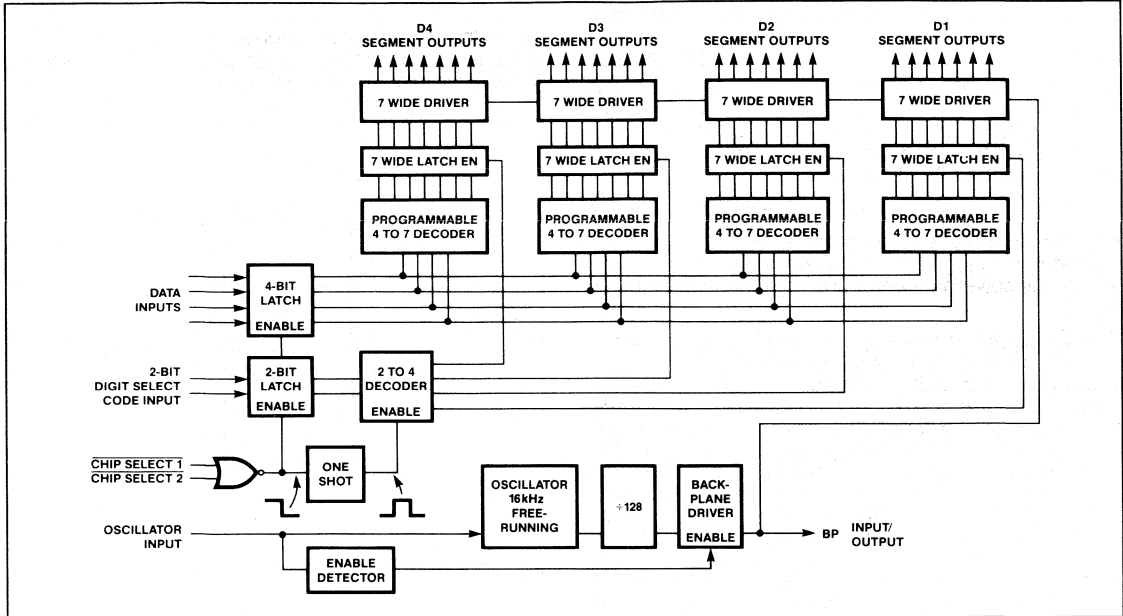 D4
SEGMENT OUTPUTS
D3
SEGMENT OUTPUTS
D2
SEGMENT OUTPUTS
D1
SEGMENT OUTPUTS
7 WIDE DRIVER
7 WIDE DRIVER
7 WIDE DRIVER
7 WIDE DRIVER
7 WIDE LATCH EN
7 WIDE LATCH EN
7 WIDE LATCH EN
7 WIDE LATCH EN
PROGRAMMABLE
4 TO 7 DECODER
PROGRAMMABLE
4 TO 7 DECODER
PROGRAMMABLE
4 TO 7 DECODER
PROGRAMMABLE
4 TO 7 DECODER
DATA
INPUTS
4-BIT
LATCH
ENABLE
2-BIT
DIGIT SELECT
CODE INPUT
2-BIT
LATCH
ENABLE
2 TO 4
DECODER
ENABLE
CHIP SELECT 1
CHIP SELECT 2
ONE
SHOT
OSCILLATOR
INPUT
OSCILLATOR
16kHz
FREE-
RUNNING
÷128
BACK-
PLANE
DRIVER
ENABLE
BP
INPUT/
OUTPUT
ENABLE
DETECTOR